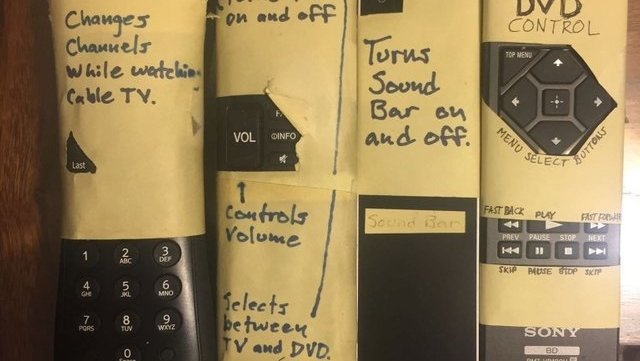 Changes
Channels
While watching
Cable TV.
Last
1
2 ABC
3 DEF
4 GHI
5 JKL
6 MNO
7 PQRS
8 TUV
9 WXYZ
0
on and off
VOL
INFO
Controls
Volume
Selects
between
TV and DVD.
Turns
Sound
Bar on
and off.
Sound Bar
DVD
CONTROL
TOP MENU
MENU SELECT BUTTONS
FAST BACK PLAY FAST FORWARD
PREV PAUSE STOP NEXT
SKIP PAUSE STOP SKIP
SONY
BD